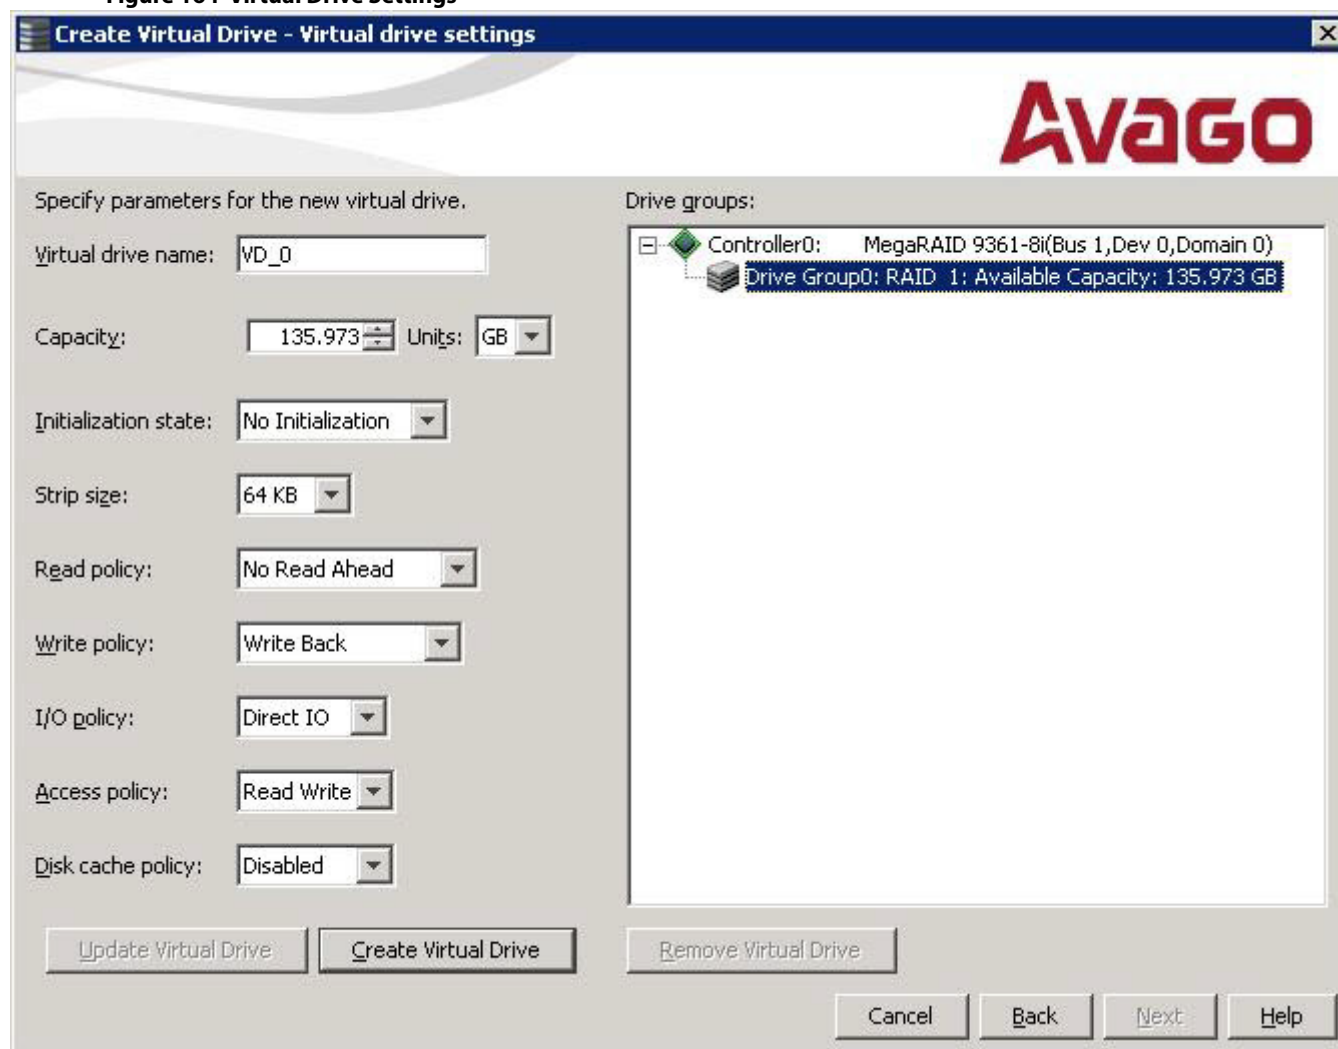 Create Virtual Drive - Virtual drive settings
AVAGO
Specify parameters for the new virtual drive.
Virtual drive name: VD_0
Capacity: 135.973 Units: GB
Initialization state: No Initialization
Strip size: 64 KB
Read policy: No Read Ahead
Write policy: Write Back
I/O policy: Direct IO
Access policy: Read Write
Disk cache policy: Disabled
Drive groups:
Controller0: MegaRAID 9361-8i(Bus 1,Dev 0,Domain 0)
Drive Group0: RAID 1: Available Capacity: 135.973 GB
Update Virtual Drive
Create Virtual Drive
Remove Virtual Drive
Cancel
Back
Next
Help